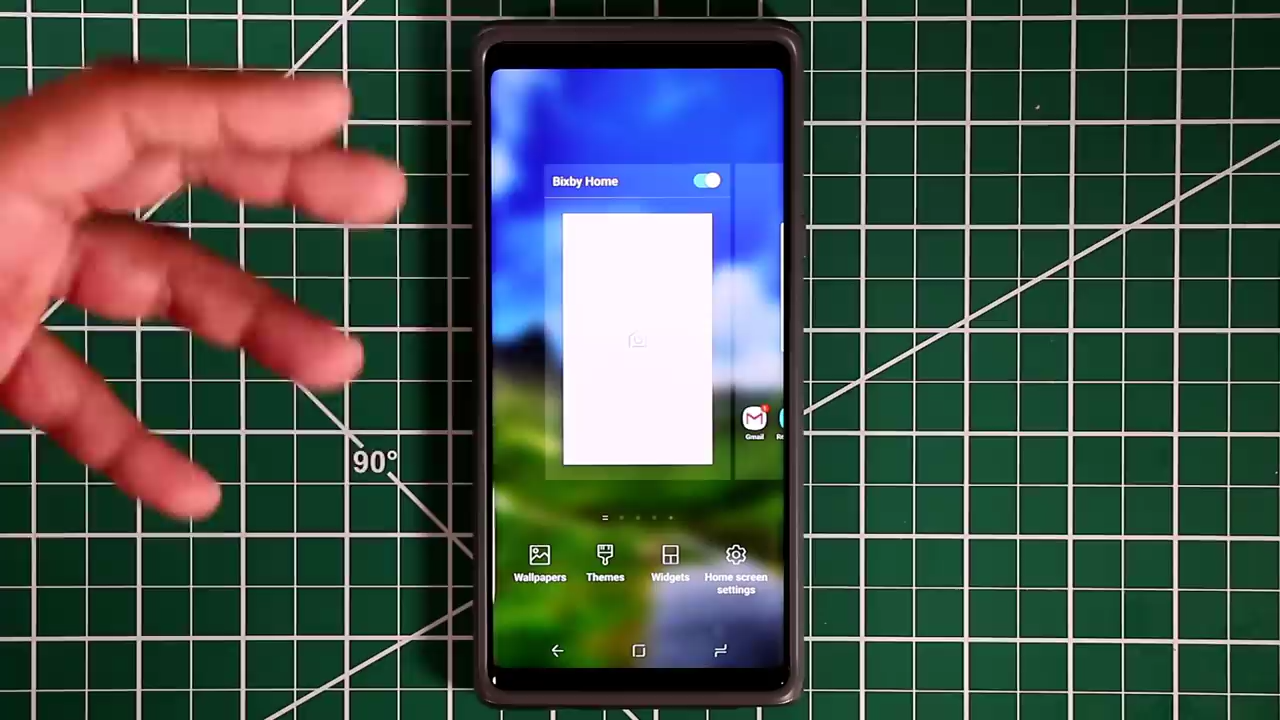 Bixby Home
Gmail
90°
Wallpapers
Themes
Widgets
Home screen
settings